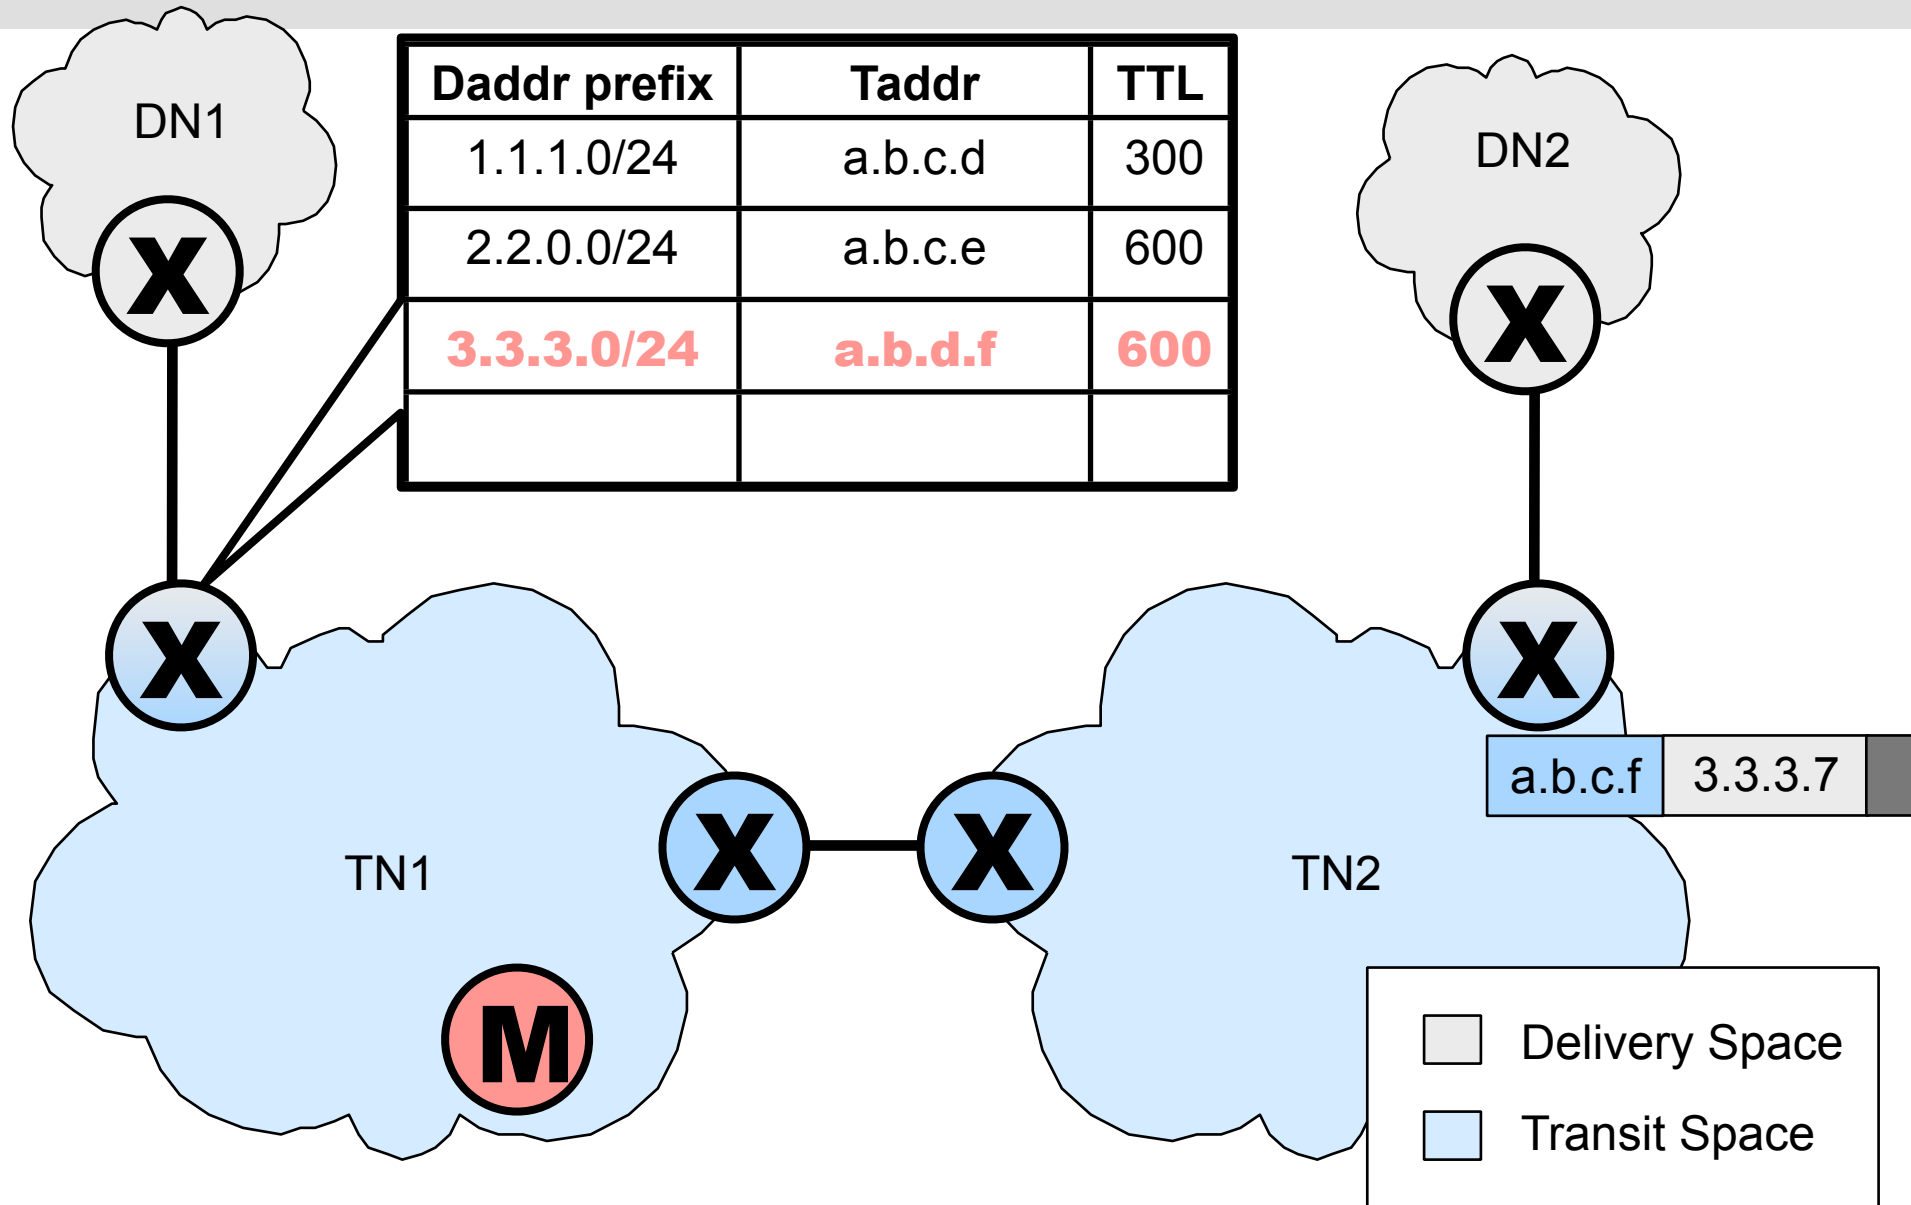 DN1
Daddr prefix Taddr TTL
1.1.1.0/24 a.b.c.d 300
2.2.0.0/24 a.b.c.e 600
3.3.3.0/24 a.b.d.f 600
DN2
X
X
X
X
a.b.c.f 3.3.3.7
X
X
TN1
TN2
M
Delivery Space
Transit Space